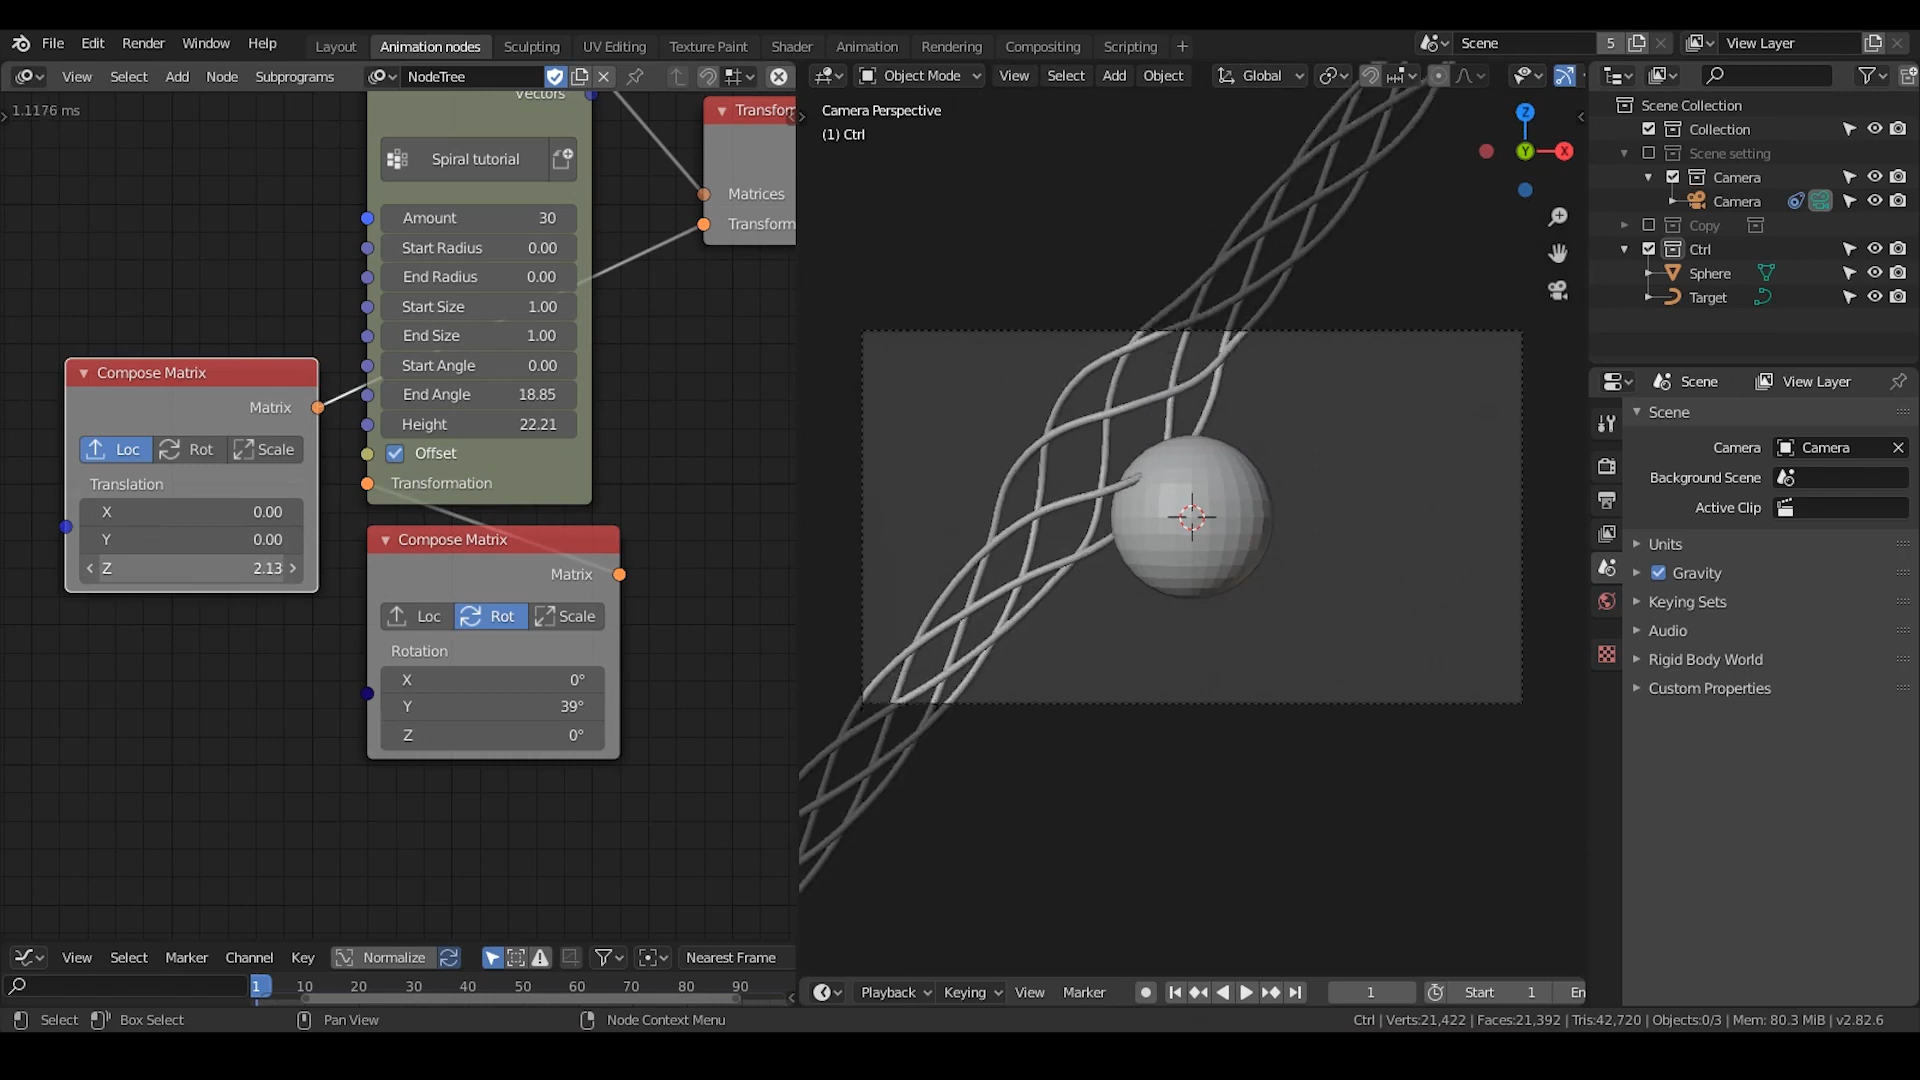 File Edit Render Window Help Layout Animation nodes Sculpting UV Editing Texture Paint Shader Animation Rendering Compositing Scripting + Scene 5 View Layer
View Select Add Node Subprograms NodeTree
Object Mode View Select Add Object Global
1.1176 ms
Vectors
Spiral tutorial
Amount 30
Start Radius 0.00
End Radius 0.00
Start Size 1.00
End Size 1.00
Start Angle 0.00
End Angle 18.85
Height 22.21
Offset
Transformation
Transform
Matrices
Transform
Compose Matrix
Matrix
Loc Rot Scale
Translation
X 0.00
Y 0.00
Z 2.13
Compose Matrix
Matrix
Loc Rot Scale
Rotation
X 0°
Y 39°
Z 0°
Camera Perspective
(1) Ctrl
Z
Y
X
Scene Collection
Collection
Scene setting
Camera
Camera
Copy
Ctrl
Sphere
Target
Scene View Layer
Scene
Camera Camera
Background Scene
Active Clip
Units
Gravity
Keying Sets
Audio
Rigid Body World
Custom Properties
View Select Marker Channel Key Normalize Nearest Frame
1 10 20 30 40 50 60 70 80 90
Playback Keying View Marker 1 Start 1 En
Select Box Select Pan View Node Context Menu
Ctrl | Verts:21,422 | Faces:21,392 | Tris:42,720 | Objects:0/3 | Mem: 80.3 MiB | v2.82.6